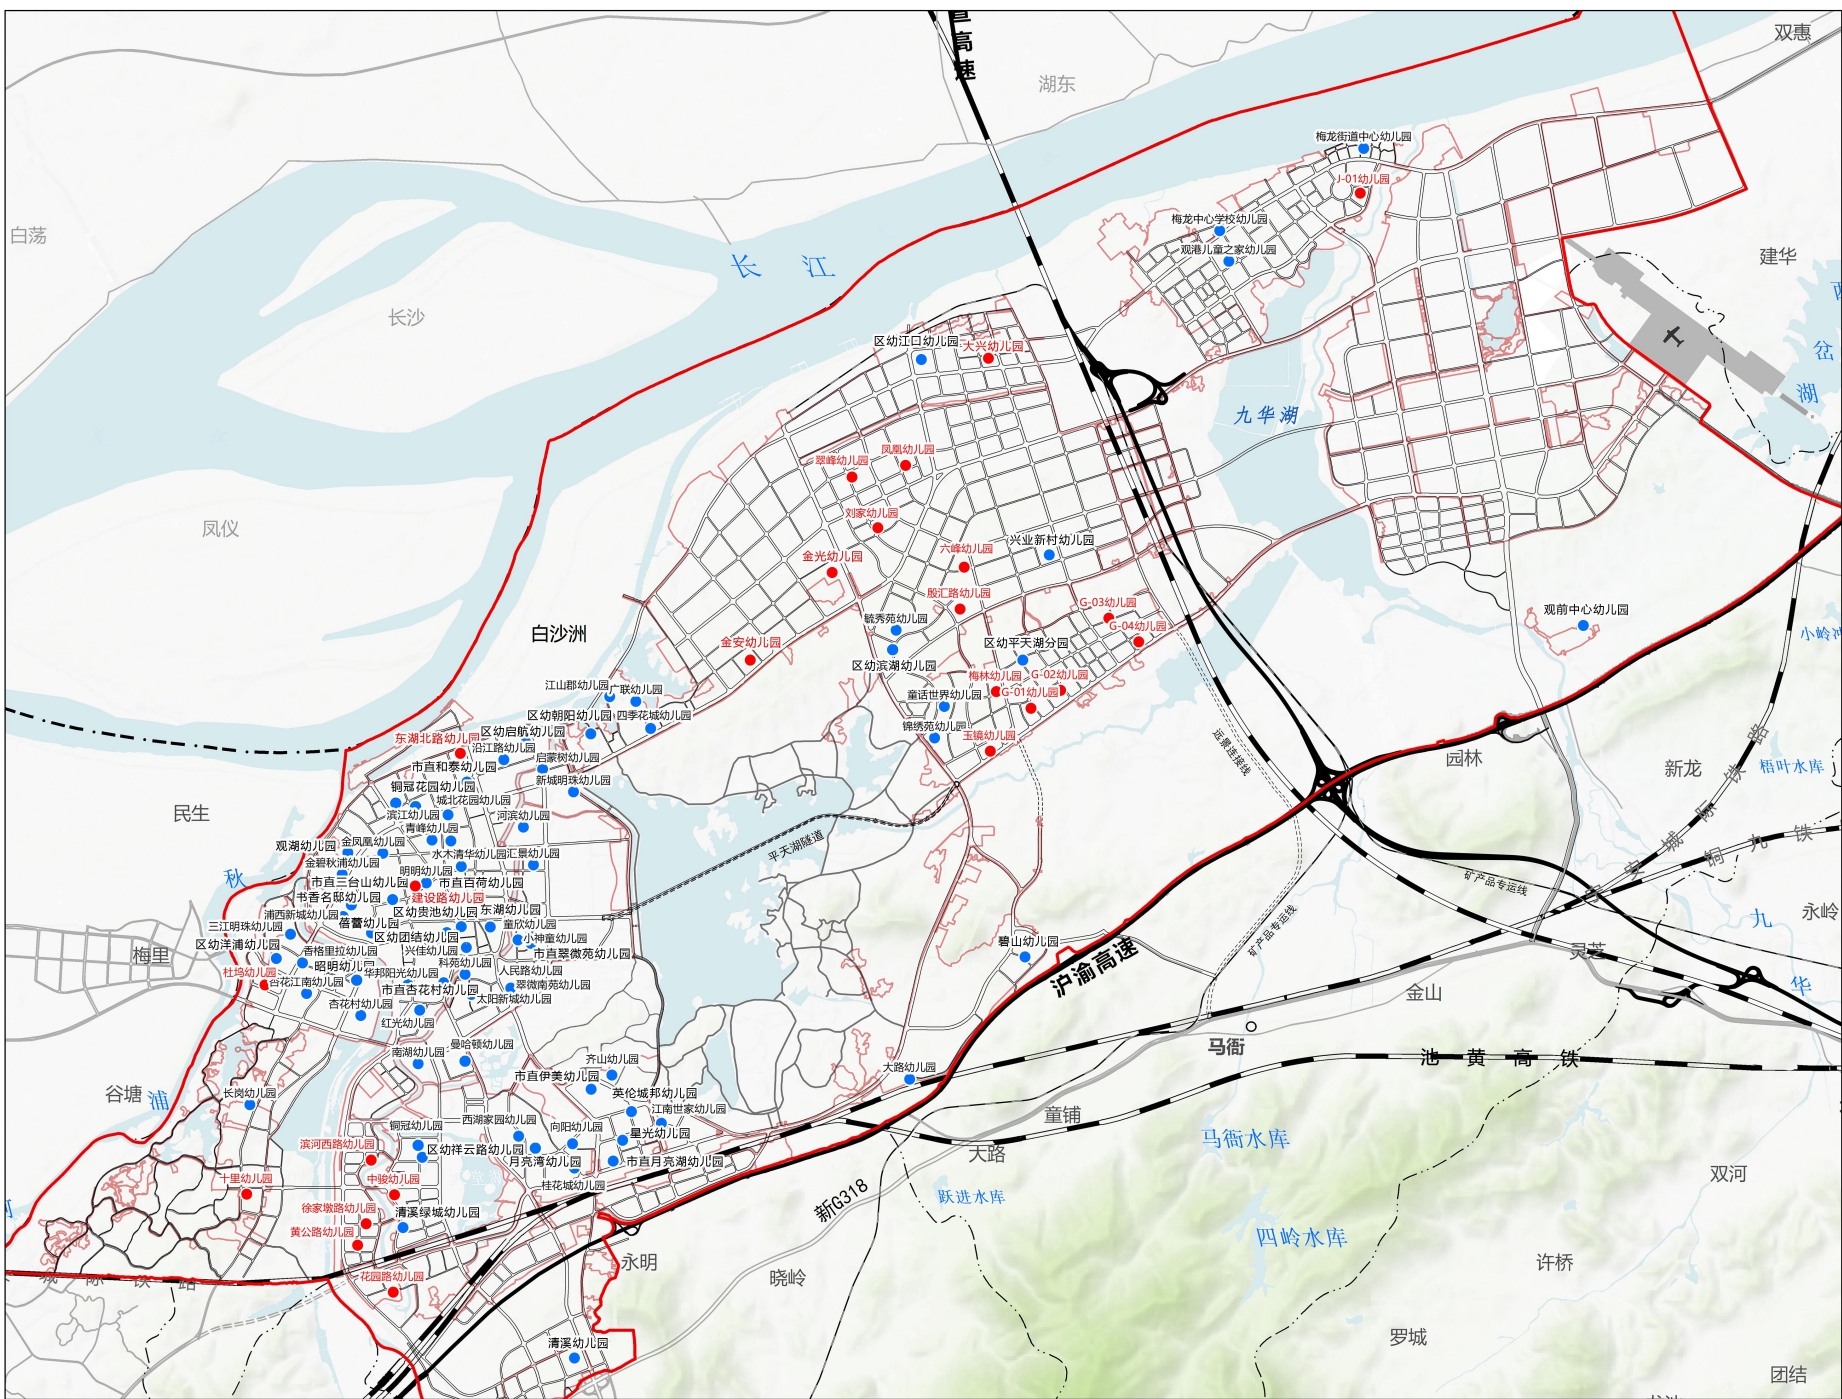 双惠
高
速
湖东
梅龙街道中心幼儿园
J-01幼儿园
白荡
梅龙中心学校幼儿园
观港儿童之家幼儿园
建华
长 江
长沙
区幼江口幼儿园
大兴幼儿园
岔
湖
九华湖
凤凰幼儿园
翠峰幼儿园
刘家幼儿园
凤仪
兴业新村幼儿园
六峰幼儿园
金光幼儿园
殷汇路幼儿园
G-03幼儿园
观前中心幼儿园
毓秀苑幼儿园
G-04幼儿园
白沙洲
金安幼儿园
区幼平天湖分园
区幼滨湖幼儿园
梅林幼儿园
G-02幼儿园
江山郡幼儿园
广联幼儿园
童话世界幼儿园
G-01幼儿园
区幼朝阳幼儿园
四季花城幼儿园
锦绣苑幼儿园
玉镜幼儿园
东湖北路幼儿园
区幼启航幼儿园
沿江路幼儿园
启蒙树幼儿园
远景连接线
园林
新龙
梧叶水库
市直和泰幼儿园
新城明珠幼儿园
铜冠花园幼儿园
城北花园幼儿园
滨江幼儿园
河滨幼儿园
民生
青峰幼儿园
观湖幼儿园
金凤凰幼儿园
水木清华幼儿园
汇景幼儿园
平天湖隧道
金碧秋浦幼儿园
明明幼儿园
秋
市直三台山幼儿园
市直百荷幼儿园
矿产品专运线
书香名邸幼儿园
建设路幼儿园
浦西新城幼儿园
区幼贵池幼儿园
东湖幼儿园
永岭
九
三江明珠幼儿园
蓓蕾幼儿园
童欣幼儿园
矿产品专运线
区幼洋浦幼儿园
区幼团结幼儿园
小神童幼儿园
碧山幼儿园
梅里
香格里拉幼儿园
兴佳幼儿园
市直翠微苑幼儿园
灵芝
杜坞幼儿园
昭明幼儿园
华邦阳光幼儿园
科苑幼儿园
人民路幼儿园
沪渝高速
杏花江南幼儿园
市直杏花村幼儿园
翠微南苑幼儿园
太阳新城幼儿园
金山
华
杏花村幼儿园
红光幼儿园
马衙
南湖幼儿园
曼哈顿幼儿园
齐山幼儿园
大路幼儿园
池 黄 高 铁
市直伊美幼儿园
谷塘
浦
长岗幼儿园
英伦城邦幼儿园
江南世家幼儿园
童铺
铜冠幼儿园
西湖家园幼儿园
向阳幼儿园
星光幼儿园
马衙水库
滨河西路幼儿园
区幼祥云路幼儿园
月亮湾幼儿园
市直月亮湖幼儿园
大路
双河
十里幼儿园
中骏幼儿园
桂花城幼儿园
跃进水库
新G318
徐家墩路幼儿园
清溪绿城幼儿园
黄公路幼儿园
四岭水库
永明
晓岭
许桥
城 际 铁 路
花园路幼儿园
清溪幼儿园
罗城
团结